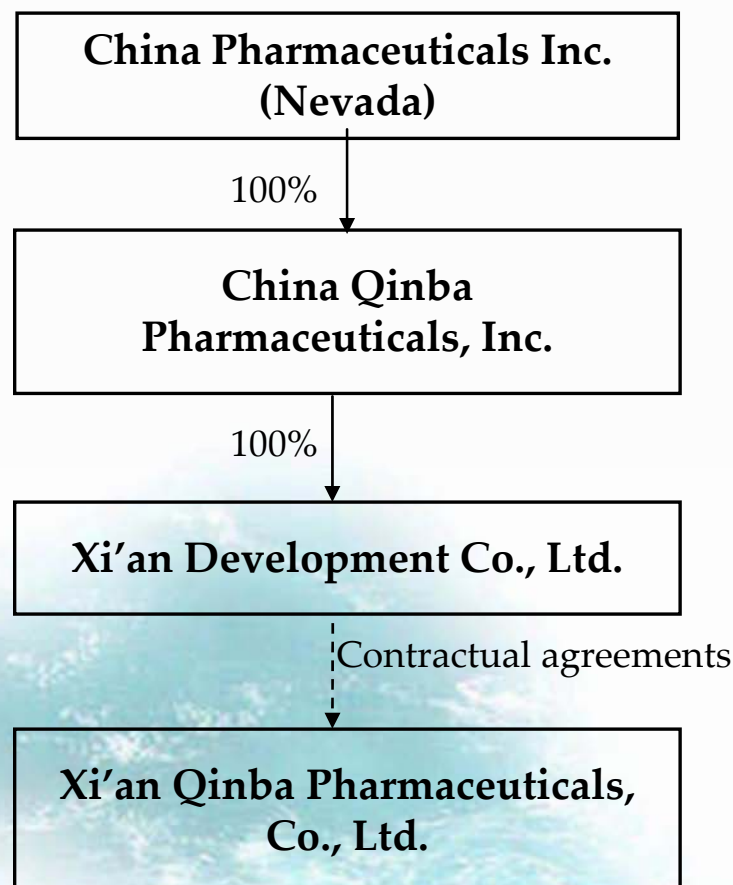 China Pharmaceuticals Inc.
(Nevada)
100%
China Qinba
Pharmaceuticals, Inc.
100%
Xi’an Development Co., Ltd.
Contractual agreements
Xi’an Qinba Pharmaceuticals,
Co., Ltd.